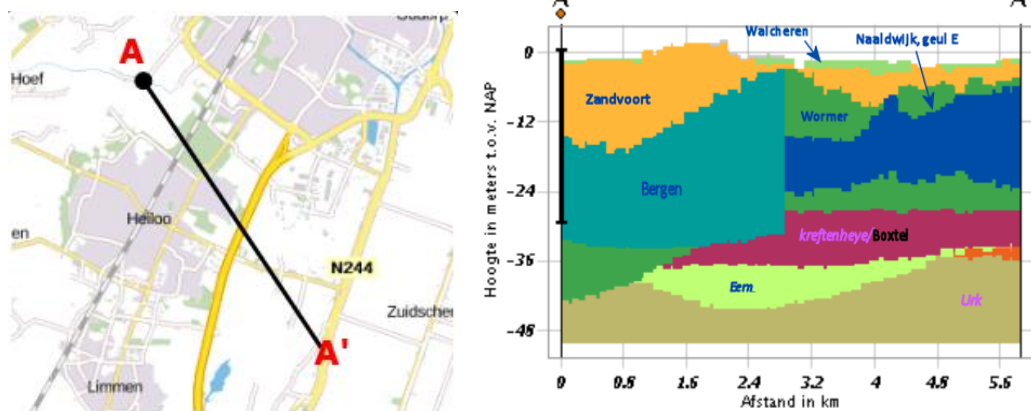 A
Hoef
Heiloo
en
N244
Zuidscher
A'
Limmen
A
A
Hoogte in meters t.o.v. NAP
0
-12
-24
-36
-48
Walcheren
Naaldwijk, geul E
Zandvoort
Wormer
Bergen
kreftenheye/Boxtel
Eem
Urk
0
0.8
1.6
2.4
3.2
4
4.8
5.6
Afstand in km